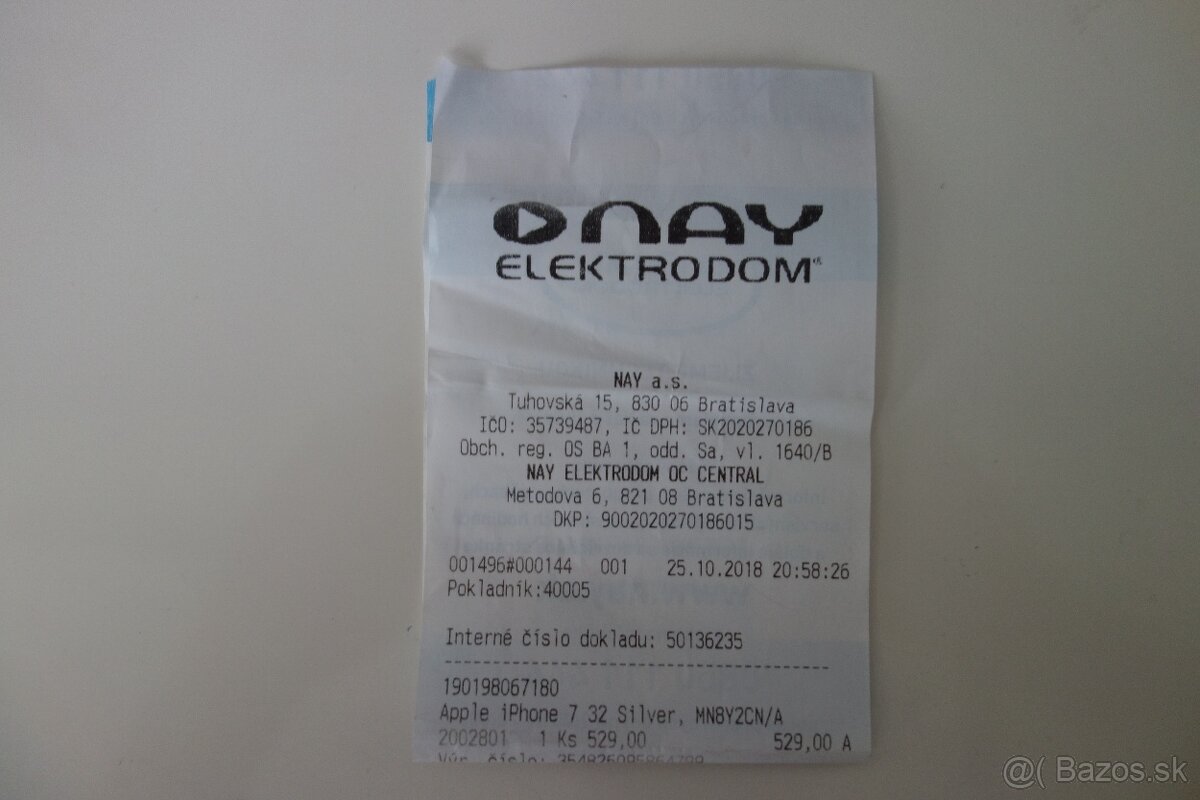 NAY
ELEKTRODOM
NAY a.s.
Tuhovská 15, 830 06 Bratislava
IČO: 35739487, IČ DPH: SK2020270186
Obch. reg. OS BA 1, odd. Sa, vl. 1640/B
NAY ELEKTRODOM OC CENTRAL
Metodova 6, 821 08 Bratislava
DKP: 9002020270186015
001496#000144 001 25.10.2018 20:58:26
Pokladník:40005
Interné číslo dokladu: 50136235
--------------------------------
190198067180
Apple iPhone 7 32 Silver, MN8Y2CN/A
2002801 1 Ks 529,00 529,00 A
Výr. číslo:
@( Bazos.sk